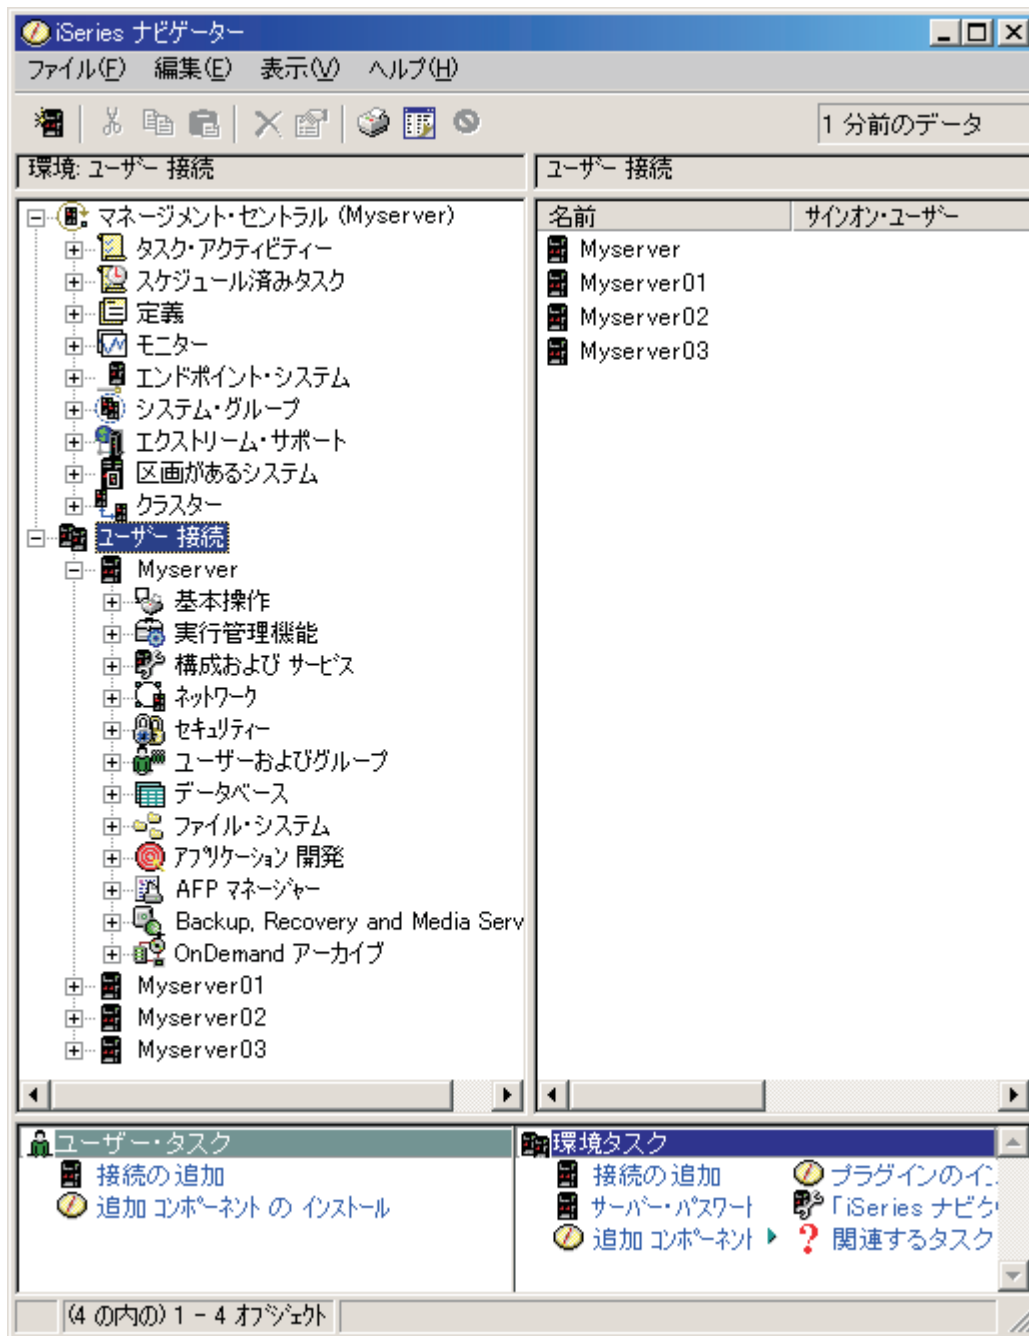 iSeries ナビゲーター
ファイル(F) 編集(E) 表示(V) ヘルプ(H)
1 分前のデータ
環境: ユーザー 接続
ユーザー 接続
マネージメント・セントラル (Myserver)
タスク・アクティビティー
スケジュール済みタスク
定義
モニター
エンドポイント・システム
システム・グループ
エクストリーム・サポート
区画があるシステム
クラスター
ユーザー 接続
Myserver
基本操作
実行管理機能
構成および サービス
ネットワーク
セキュリティー
ユーザーおよびグループ
データベース
ファイル・システム
アプリケーション 開発
AFP マネージャー
Backup, Recovery and Media Serv
OnDemand アーカイブ
Myserver01
Myserver02
Myserver03
名前 サインオン・ユーザー
Myserver
Myserver01
Myserver02
Myserver03
ユーザー・タスク
接続の追加
追加 コンポーネント の インストール
環境タスク
接続の追加
サーバー・パスワート
追加 コンポーネント
プラグインのイ
「iSeries ナビゲ
関連するタスク
(4 の内の) 1 - 4 オブジェクト